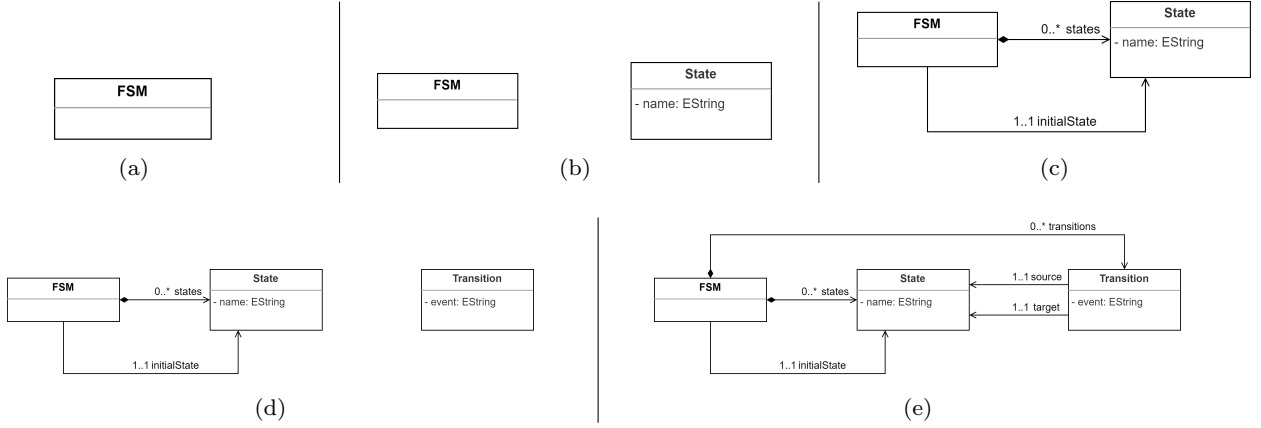 FSM
(a)
FSM
State
- name: EString
(b)
FSM
0..* states
State
- name: EString
1..1 initialState
(c)
FSM
0..* states
State
- name: EString
1..1 initialState
Transition
- event: EString
(d)
0..* transitions
FSM
0..* states
State
- name: EString
1..1 source
1..1 target
Transition
- event: EString
1..1 initialState
(e)